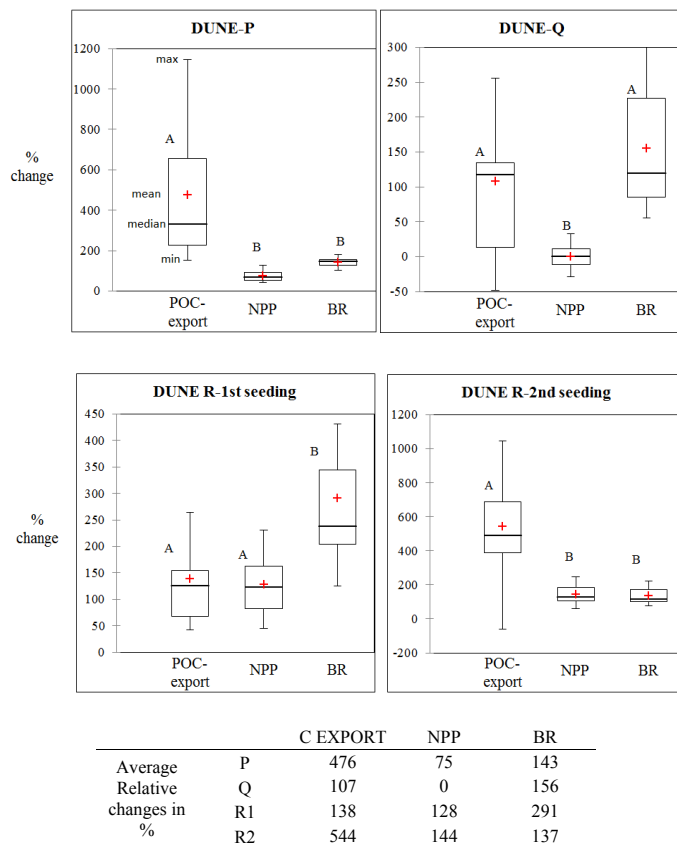 DUNE-P
1200
1000
800
600
400
200
0
% change
max
mean
median
min
A
B
B
POC-export
NPP
BR
DUNE-Q
300
250
200
150
100
50
0
-50
A
B
A
POC-export
NPP
BR
DUNE R-1st seeding
450
400
350
300
250
200
150
100
50
0
% change
A
A
B
POC-export
NPP
BR
DUNE R-2nd seeding
1200
1000
800
600
400
200
0
-200
A
B
B
POC-export
NPP
BR
C EXPORT NPP BR
Average Relative changes in %
P 476 75 143
Q 107 0 156
R1 138 128 291
R2 544 144 137